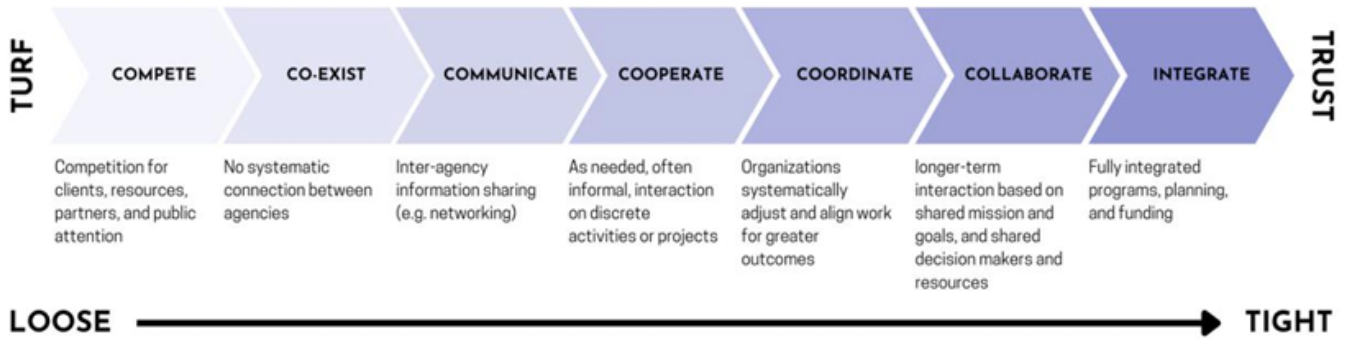 TURF
COMPETE
CO-EXIST
COMMUNICATE
COOPERATE
COORDINATE
COLLABORATE
INTEGRATE
TRUST
Competition for
clients, resources,
partners, and public
attention
No systematic
connection between
agencies
Inter-agency
information sharing
(e.g. networking)
As needed, often
informal, interaction
on discrete
activities or projects
Organizations
systematically
adjust and align work
for greater
outcomes
longer-term
interaction based on
shared mission and
goals, and shared
decision makers and
resources
Fully integrated
programs, planning,
and funding
LOOSE
TIGHT